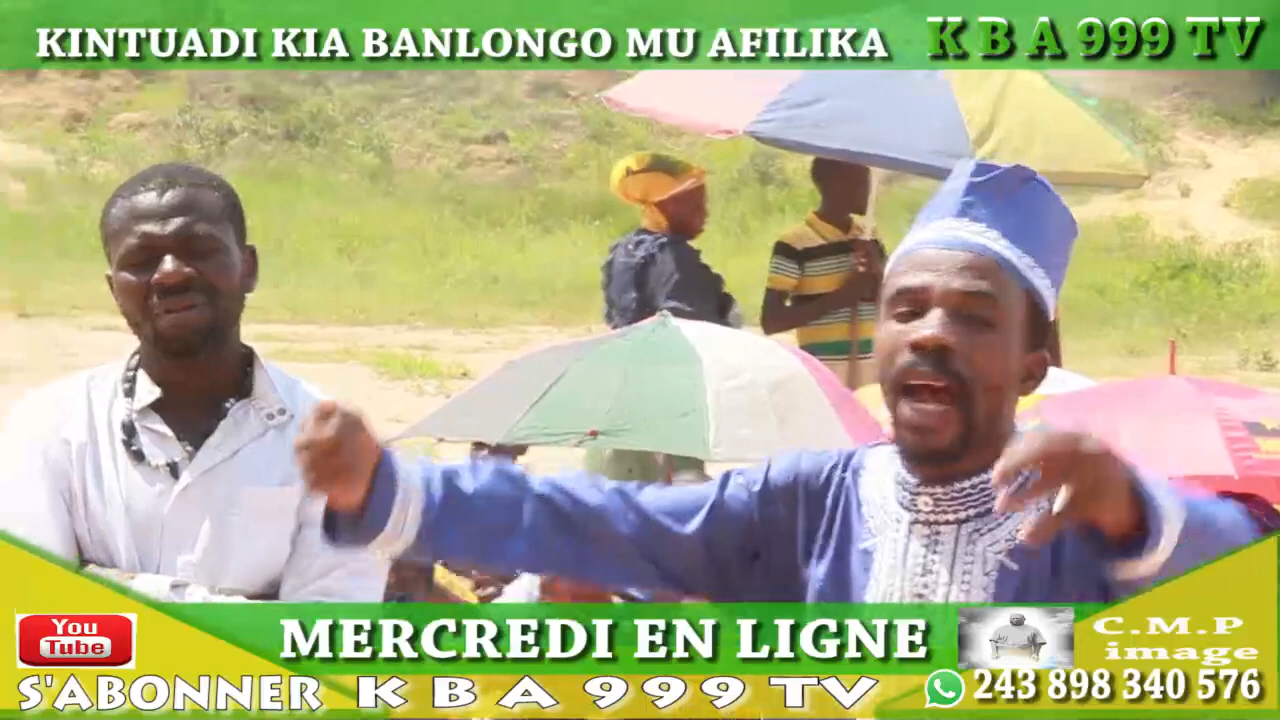 KINTUADI KIA BANLONGO MU AFILIKA
K B A 999 TV
MERCREDI EN LIGNE
You
Tube
C.M.P
image
S'ABONNER K B A 999 TV
243 898 340 576